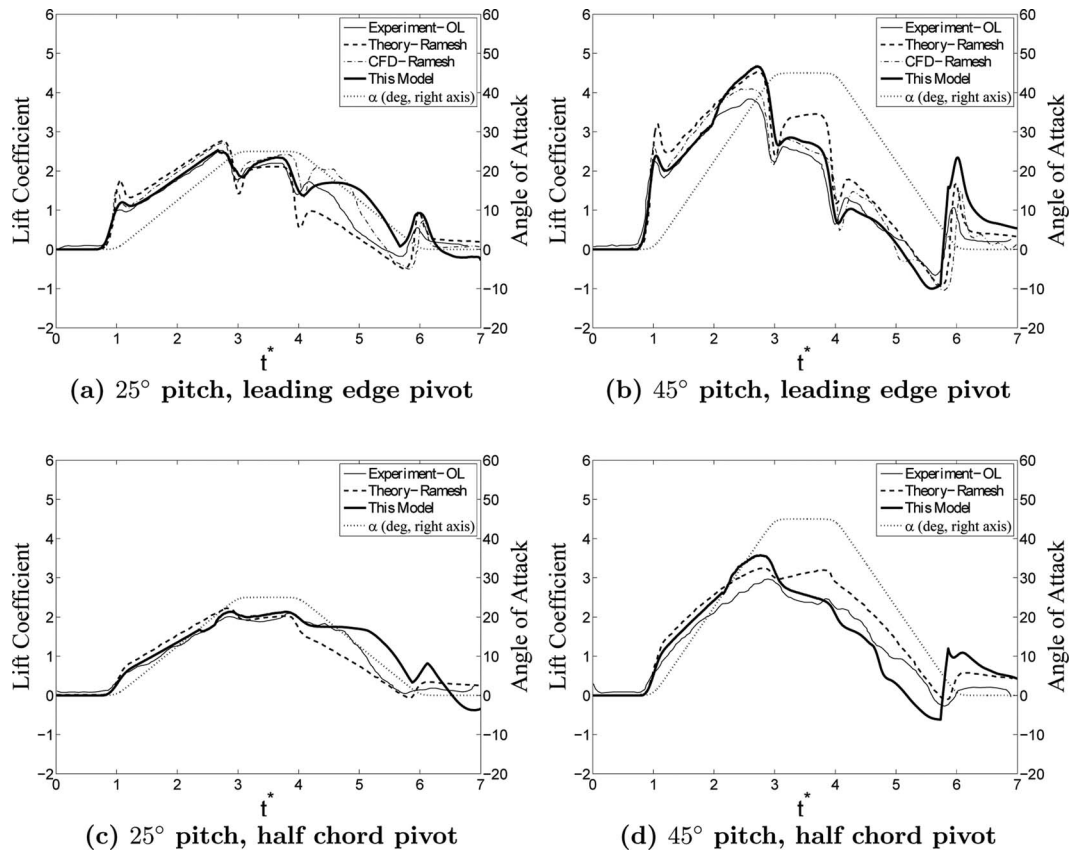 6 60
5 50
4 40
3 30
2 20
1 10
0 0
-1 -10
-2 -20
Lift Coefficient
Angle of Attack
Experiment-OL
Theory-Ramesh
CFD-Ramesh
This Model
α (deg, right axis)
0 1 2 3 4 5 6 7
t*
(a) 25° pitch, leading edge pivot
6 60
5 50
4 40
3 30
2 20
1 10
0 0
-1 -10
-2 -20
Lift Coefficient
Angle of Attack
Experiment-OL
Theory-Ramesh
CFD-Ramesh
This Model
α (deg, right axis)
0 1 2 3 4 5 6 7
t*
(b) 45° pitch, leading edge pivot
6 60
5 50
4 40
3 30
2 20
1 10
0 0
-1 -10
-2 -20
Lift Coefficient
Angle of Attack
Experiment-OL
Theory-Ramesh
This Model
α (deg, right axis)
0 1 2 3 4 5 6 7
t*
(c) 25° pitch, half chord pivot
6 60
5 50
4 40
3 30
2 20
1 10
0 0
-1 -10
-2 -20
Lift Coefficient
Angle of Attack
Experiment-OL
Theory-Ramesh
This Model
α (deg, right axis)
0 1 2 3 4 5 6 7
t*
(d) 45° pitch, half chord pivot